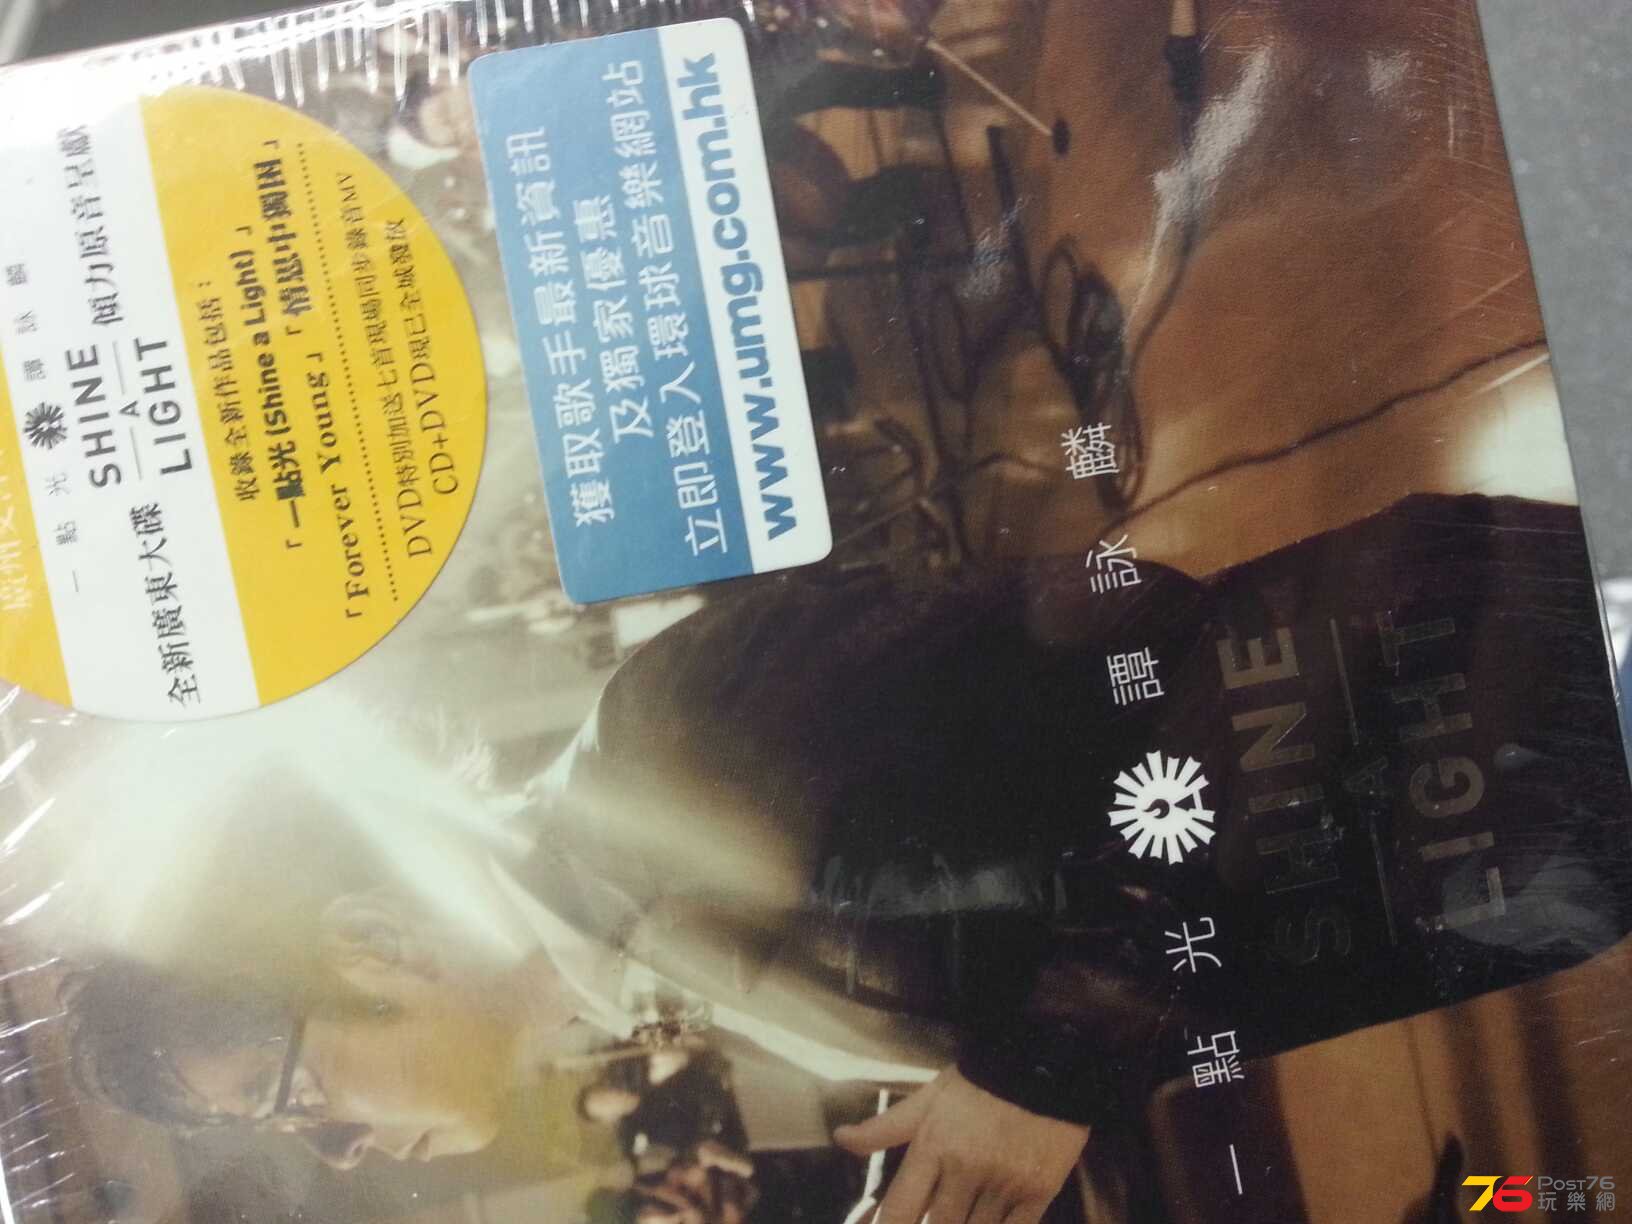 一點光 譚詠麟
SHINE
A
LIGHT
全新廣東大碟 傾力原音呈獻
收錄全新作品包括：
「一點光 (Shine a Light)」
「Forever Young」「情思中獨困」
DVD特別加送七首現場同步錄音MV
CD+DVD現已全城發放
獲取歌手最新資訊
及獨家優惠
立即登入環球音樂網站
www.umg.com.hk
一點光 譚詠麟
SHINE
A
LIGHT
76 Post76
玩樂網